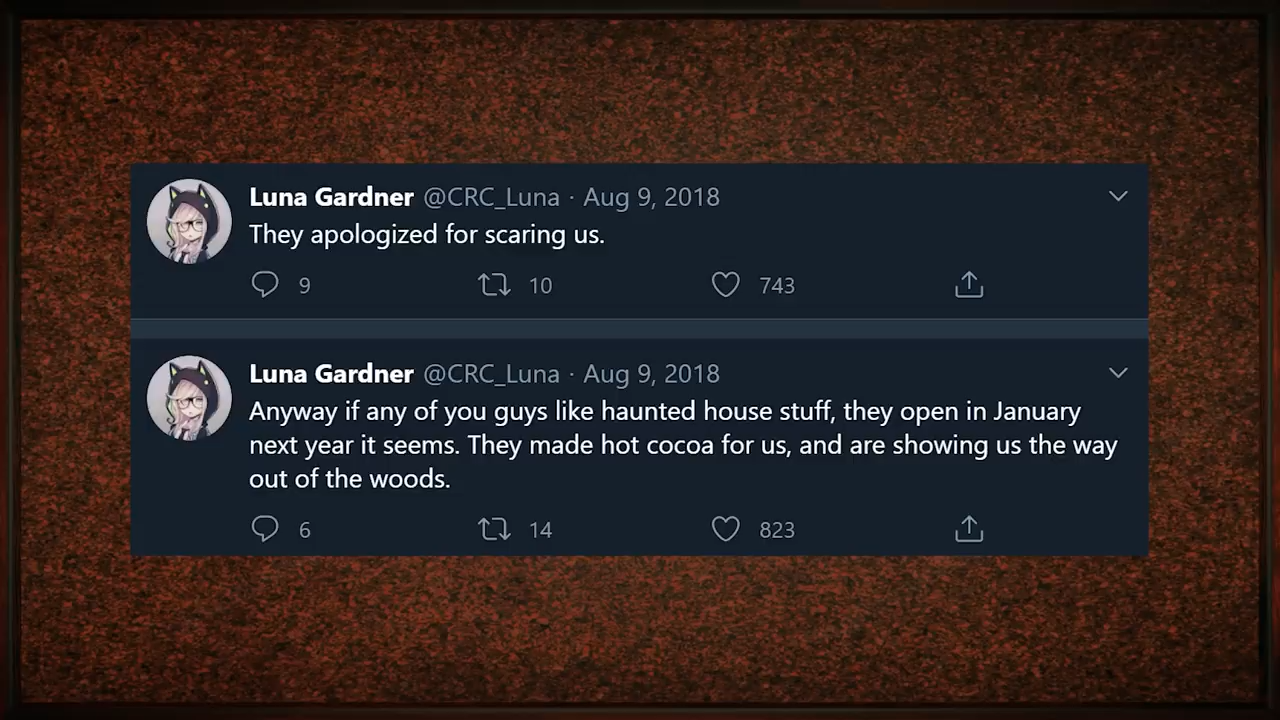 Luna Gardner @CRC_Luna · Aug 9, 2018
They apologized for scaring us.
9 10 743
Luna Gardner @CRC_Luna · Aug 9, 2018
Anyway if any of you guys like haunted house stuff, they open in January
next year it seems. They made hot cocoa for us, and are showing us the way
out of the woods.
6 14 823